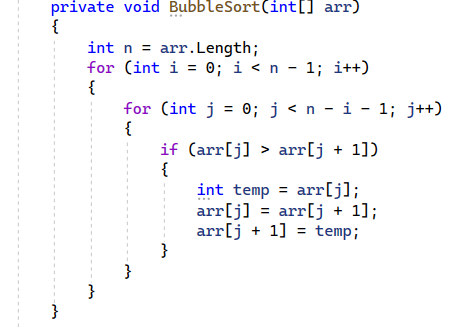 private void BubbleSort(int[] arr)
{
int n = arr.Length;
for (int i = 0; i < n - 1; i++)
{
for (int j = 0; j < n - i - 1; j++)
{
if (arr[j] > arr[j + 1])
{
int temp = arr[j];
arr[j] = arr[j + 1];
arr[j + 1] = temp;
}
}
}
}